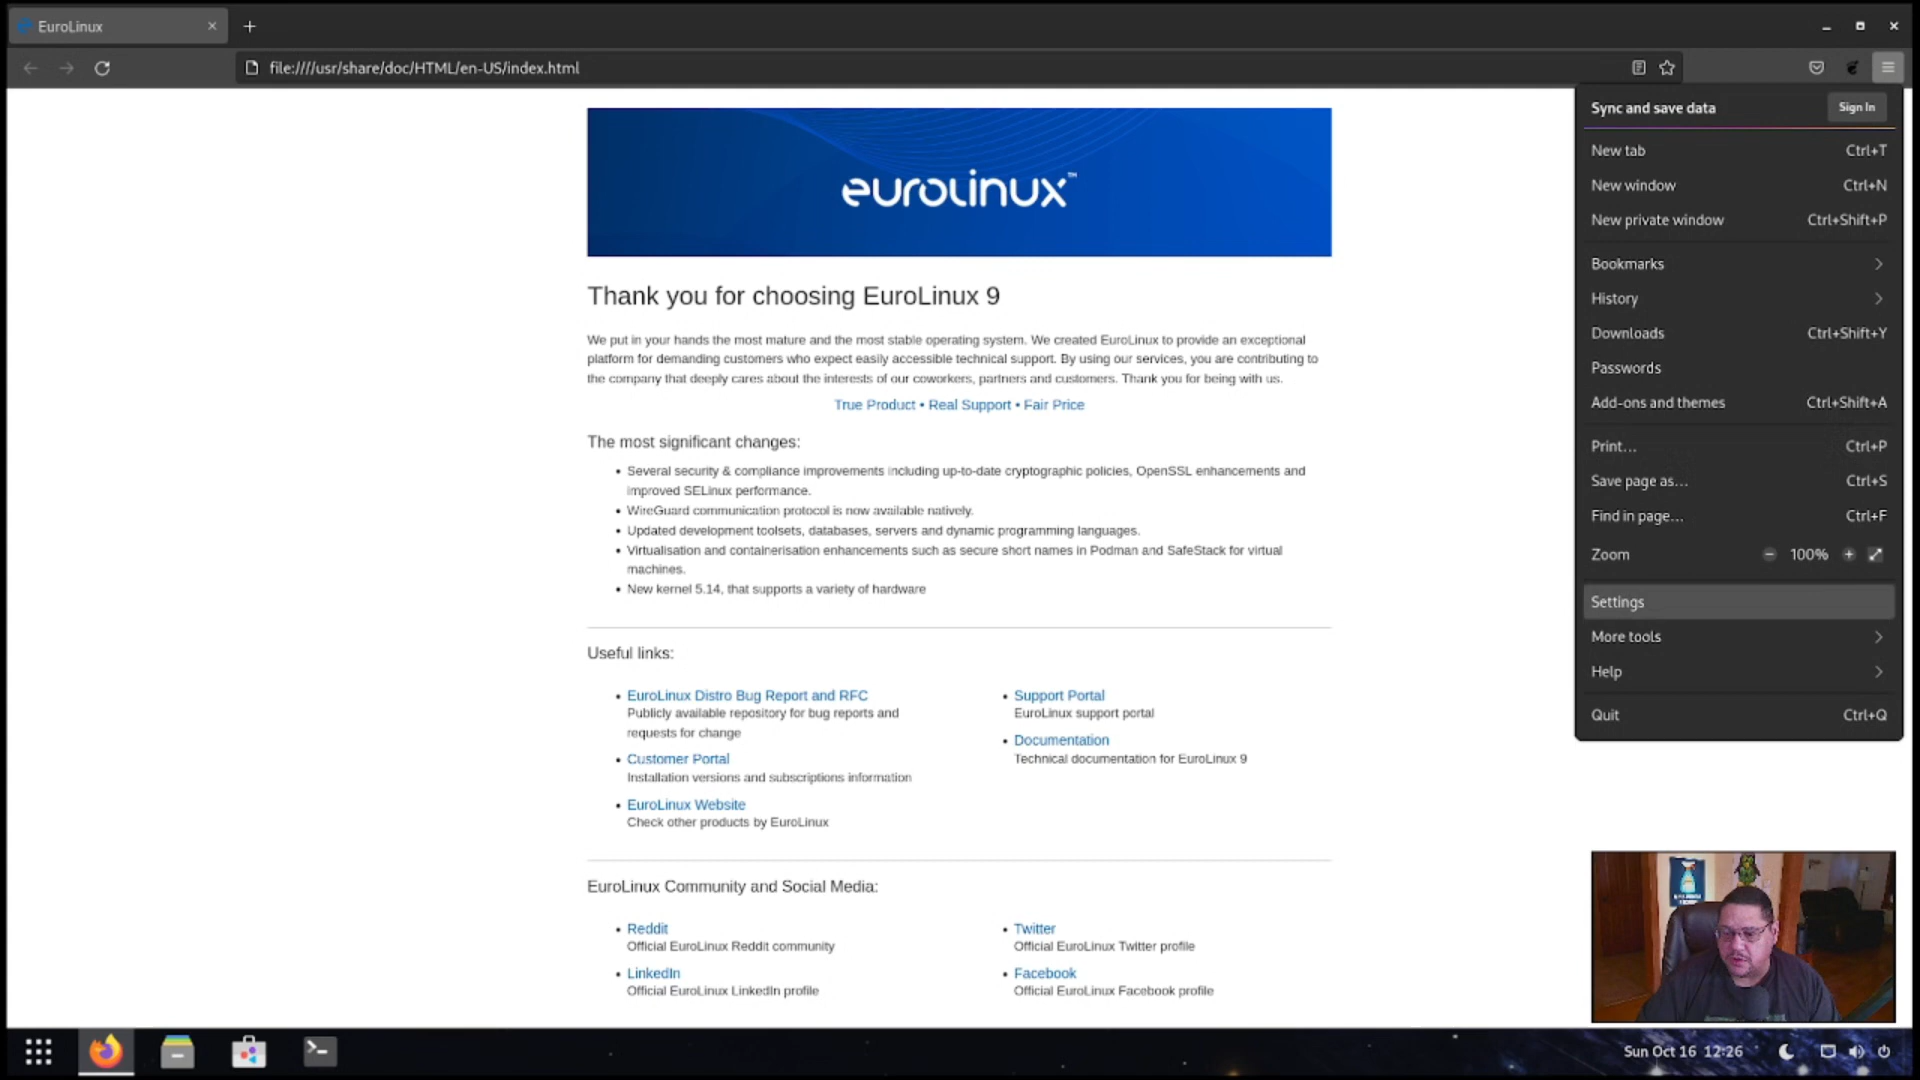 EuroLinux
file:////usr/share/doc/HTML/en-US/index.html
eurolinux™
Thank you for choosing EuroLinux 9
We put in your hands the most mature and the most stable operating system. We created EuroLinux to provide an exceptional
platform for demanding customers who expect easily accessible technical support. By using our services, you are contributing to
the company that deeply cares about the interests of our coworkers, partners and customers. Thank you for being with us.
True Product • Real Support • Fair Price
The most significant changes:
• Several security & compliance improvements including up-to-date cryptographic policies, OpenSSL enhancements and
improved SELinux performance.
• WireGuard communication protocol is now available natively.
• Updated development toolsets, databases, servers and dynamic programming languages.
• Virtualisation and containerisation enhancements such as secure short names in Podman and SafeStack for virtual
machines.
• New kernel 5.14, that supports a variety of hardware
Useful links:
• EuroLinux Distro Bug Report and RFC
Publicly available repository for bug reports and
requests for change
• Customer Portal
Installation versions and subscriptions information
• EuroLinux Website
Check other products by EuroLinux
• Support Portal
EuroLinux support portal
• Documentation
Technical documentation for EuroLinux 9
EuroLinux Community and Social Media:
• Reddit
Official EuroLinux Reddit community
• LinkedIn
Official EuroLinux LinkedIn profile
• Twitter
Official EuroLinux Twitter profile
• Facebook
Official EuroLinux Facebook profile
Sync and save data Sign In
New tab Ctrl+T
New window Ctrl+N
New private window Ctrl+Shift+P
Bookmarks
History
Downloads Ctrl+Shift+Y
Passwords
Add-ons and themes Ctrl+Shift+A
Print… Ctrl+P
Save page as… Ctrl+S
Find in page… Ctrl+F
Zoom − 100% +
Settings
More tools
Help
Quit Ctrl+Q
Sun Oct 16 12:26